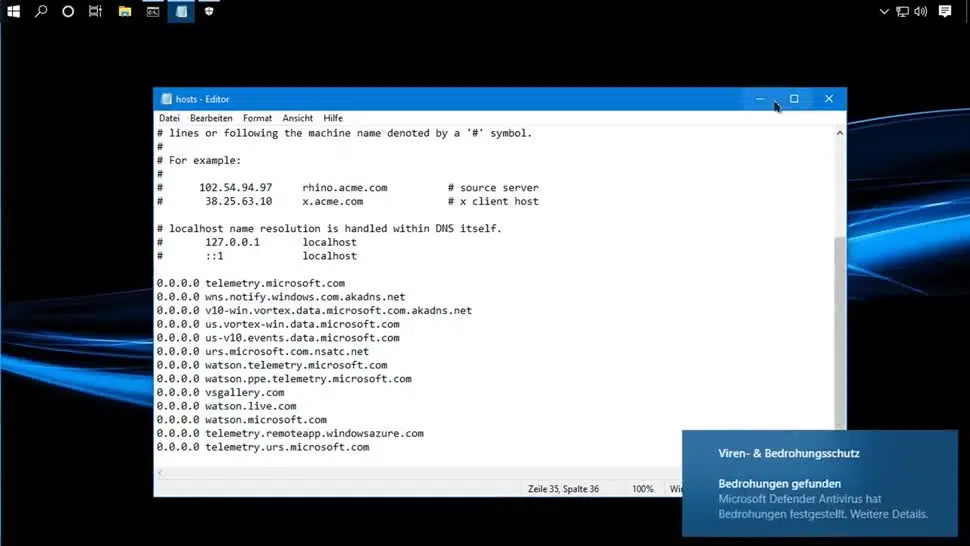 hosts - Editor
Datei Bearbeiten Format Ansicht Hilfe
# lines or following the machine name denoted by a '#' symbol.
#
# For example:
#
# 102.54.94.97 rhino.acme.com # source server
# 38.25.63.10 x.acme.com # x client host
# localhost name resolution is handled within DNS itself.
# 127.0.0.1 localhost
# ::1 localhost
0.0.0.0 telemetry.microsoft.com
0.0.0.0 wns.notify.windows.com.akadns.net
0.0.0.0 v10-win.vortex.data.microsoft.com.akadns.net
0.0.0.0 us.vortex-win.data.microsoft.com
0.0.0.0 us-v10.events.data.microsoft.com
0.0.0.0 urs.microsoft.com.nsatc.net
0.0.0.0 watson.telemetry.microsoft.com
0.0.0.0 watson.ppe.telemetry.microsoft.com
0.0.0.0 vsgallery.com
0.0.0.0 watson.live.com
0.0.0.0 watson.microsoft.com
0.0.0.0 telemetry.remoteapp.windowsazure.com
0.0.0.0 telemetry.urs.microsoft.com
Zeile 35, Spalte 36 100%
Viren- & Bedrohungsschutz
Bedrohungen gefunden
Microsoft Defender Antivirus hat
Bedrohungen festgestellt. Weitere Details.